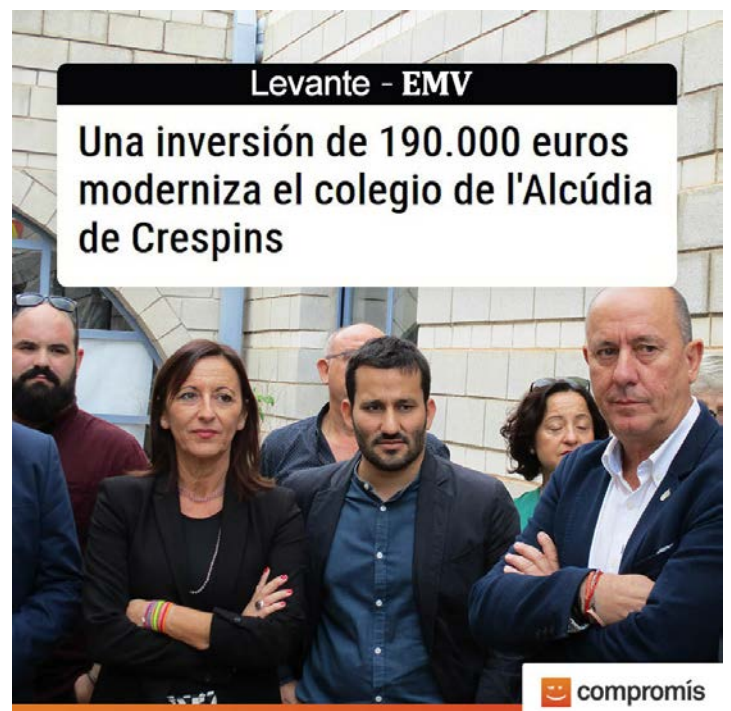 Levante - EMV
Una inversión de 190.000 euros
moderniza el colegio de l'Alcúdia
de Crespins
compromís